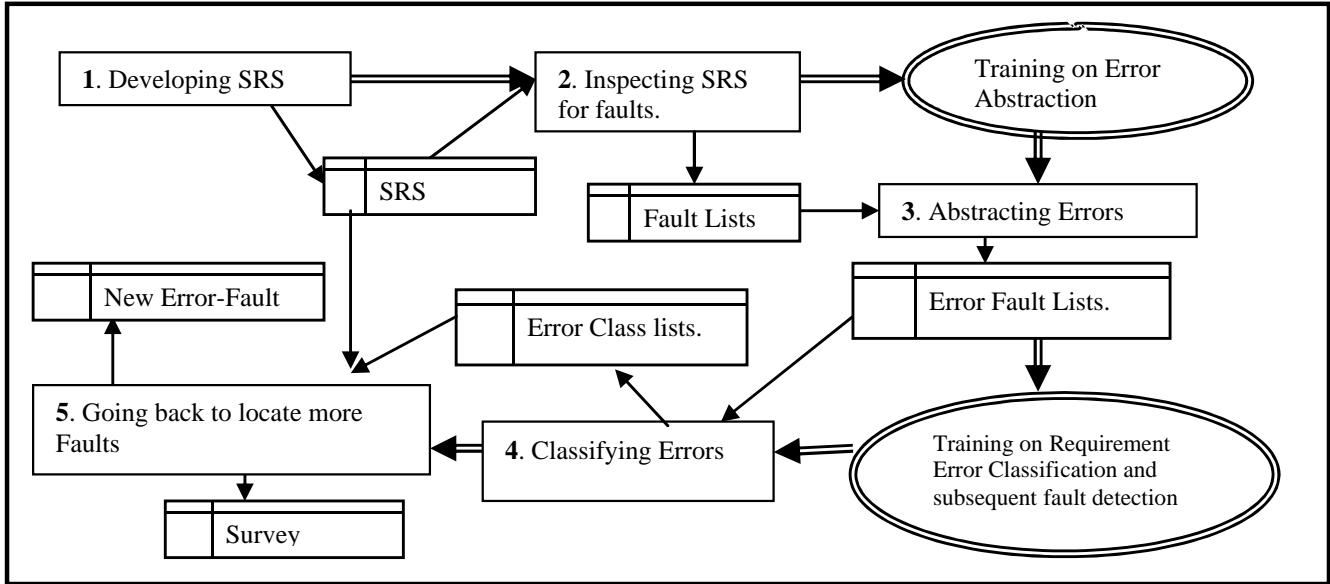 1. Developing SRS
2. Inspecting SRS
for faults.
Training on Error
Abstraction
SRS
Fault Lists
3. Abstracting Errors
New Error-Fault
Error Class lists.
Error Fault Lists.
5. Going back to locate more
Faults
4. Classifying Errors
Training on Requirement
Error Classification and
subsequent fault detection
Survey